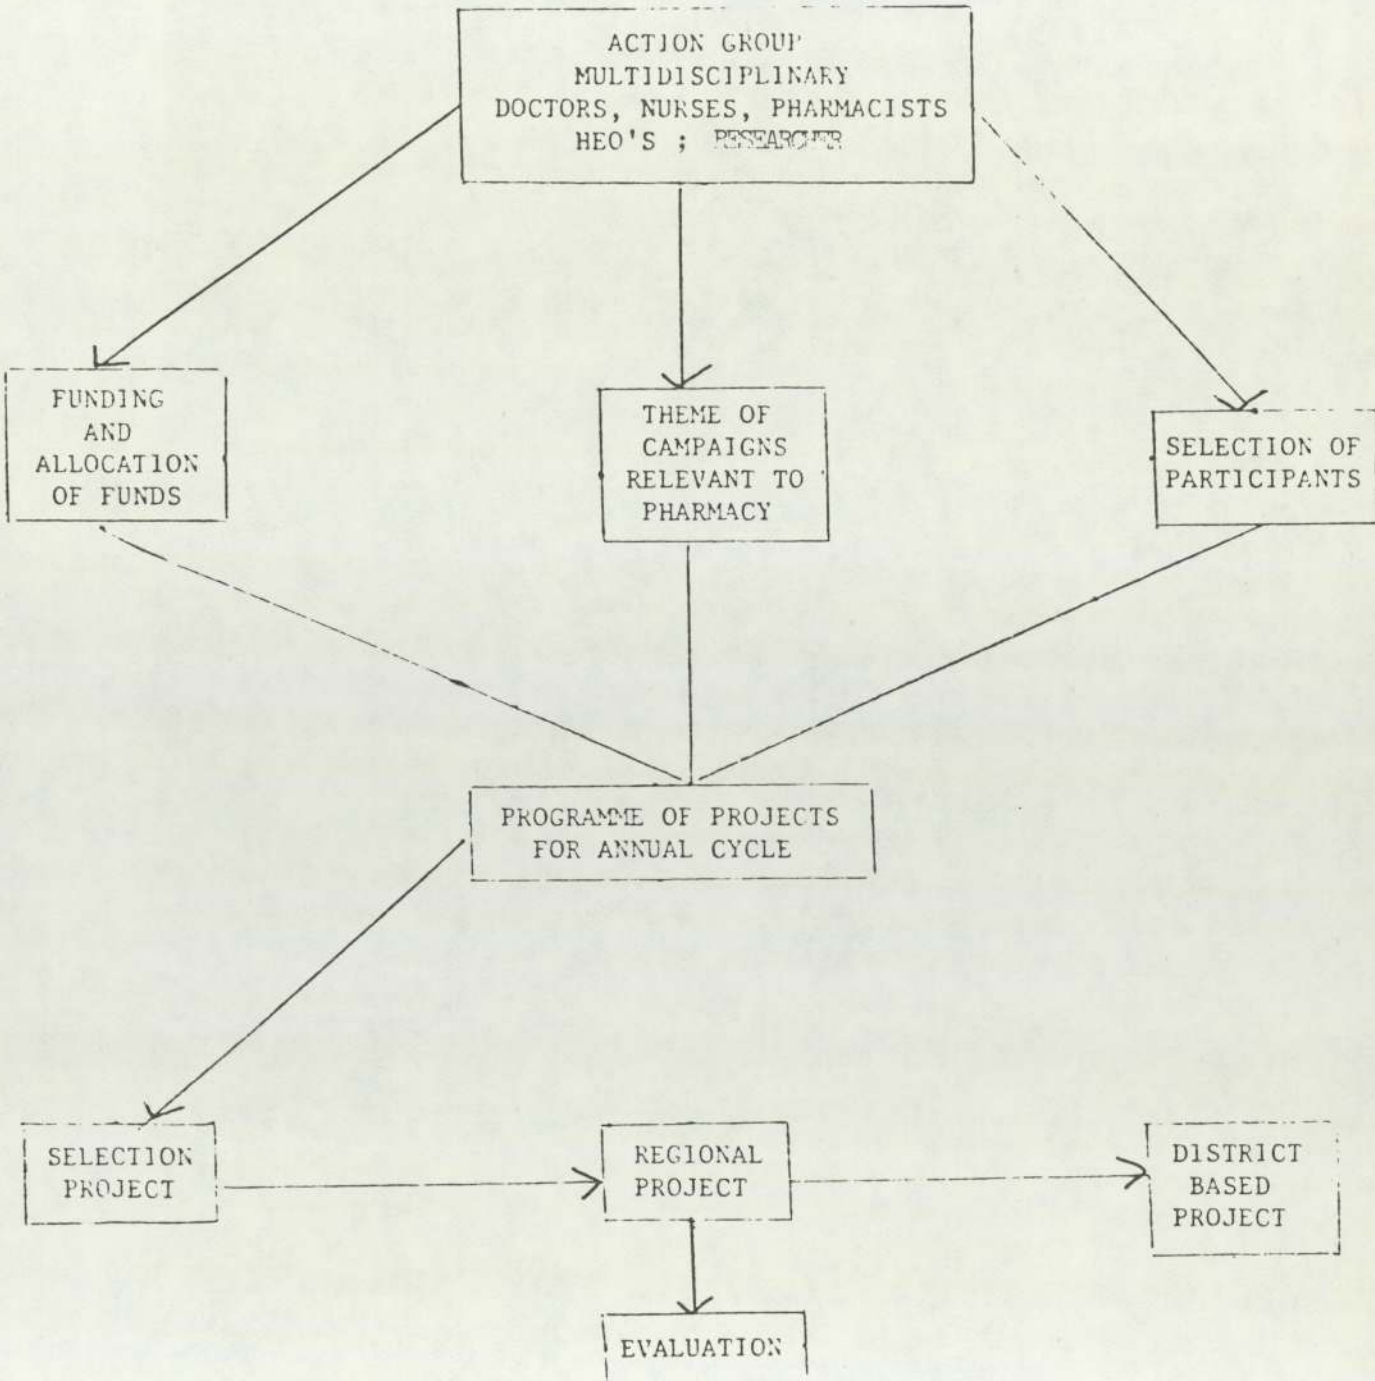 ACTION GROUP
MULTIDISCIPLINARY
DOCTORS, NURSES, PHARMACISTS
HEO'S ; RESEARCHER
FUNDING
AND
ALLOCATION
OF FUNDS
THEME OF
CAMPAIGNS
RELEVANT TO
PHARMACY
SELECTION OF
PARTICIPANTS
PROGRAMME OF PROJECTS
FOR ANNUAL CYCLE
SELECTION
PROJECT
REGIONAL
PROJECT
DISTRICT
BASED
PROJECT
EVALUATION